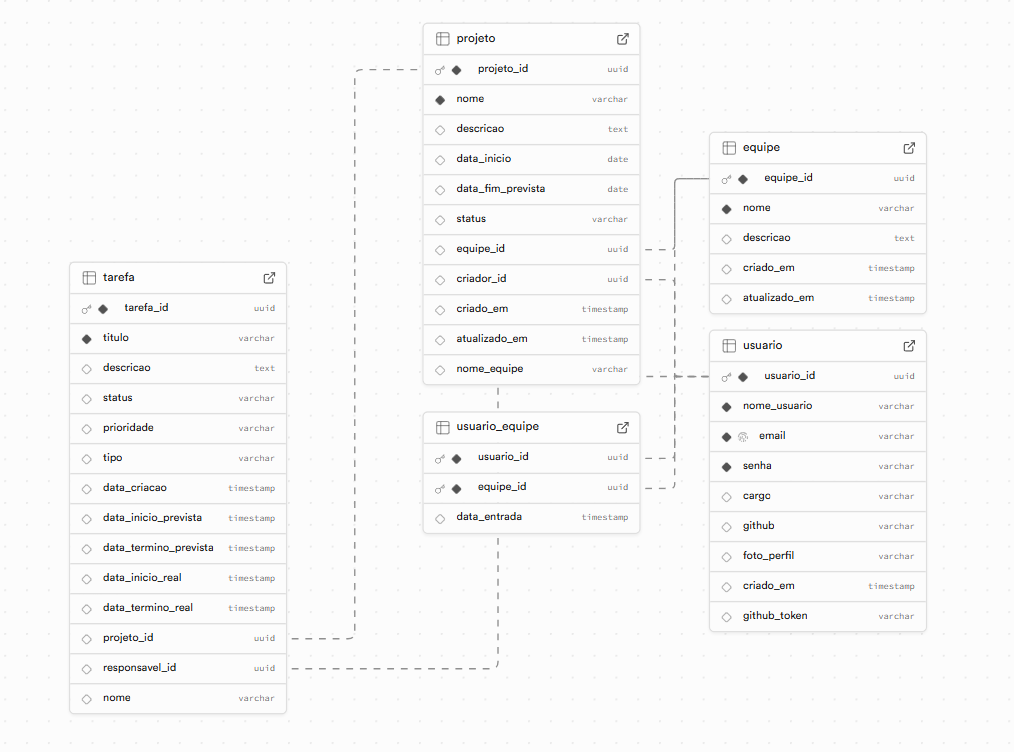 projeto
projeto_id uuid
nome varchar
descricao text
data_inicio date
data_fim_prevista date
status varchar
equipe_id uuid
criador_id uuid
criado_em timestamp
atualizado_em timestamp
nome_equipe varchar
equipe
equipe_id uuid
nome varchar
descricao text
criado_em timestamp
atualizado_em timestamp
tarefa
tarefa_id uuid
titulo varchar
descricao text
status varchar
prioridade varchar
tipo varchar
data_criacao timestamp
data_inicio_prevista timestamp
data_termino_prevista timestamp
data_inicio_real timestamp
data_termino_real timestamp
projeto_id uuid
responsavel_id uuid
nome varchar
usuario_equipe
usuario_id uuid
equipe_id uuid
data_entrada timestamp
usuario
usuario_id uuid
nome_usuario varchar
email varchar
senha varchar
cargo varchar
github varchar
foto_perfil varchar
criado_em timestamp
github_token varchar